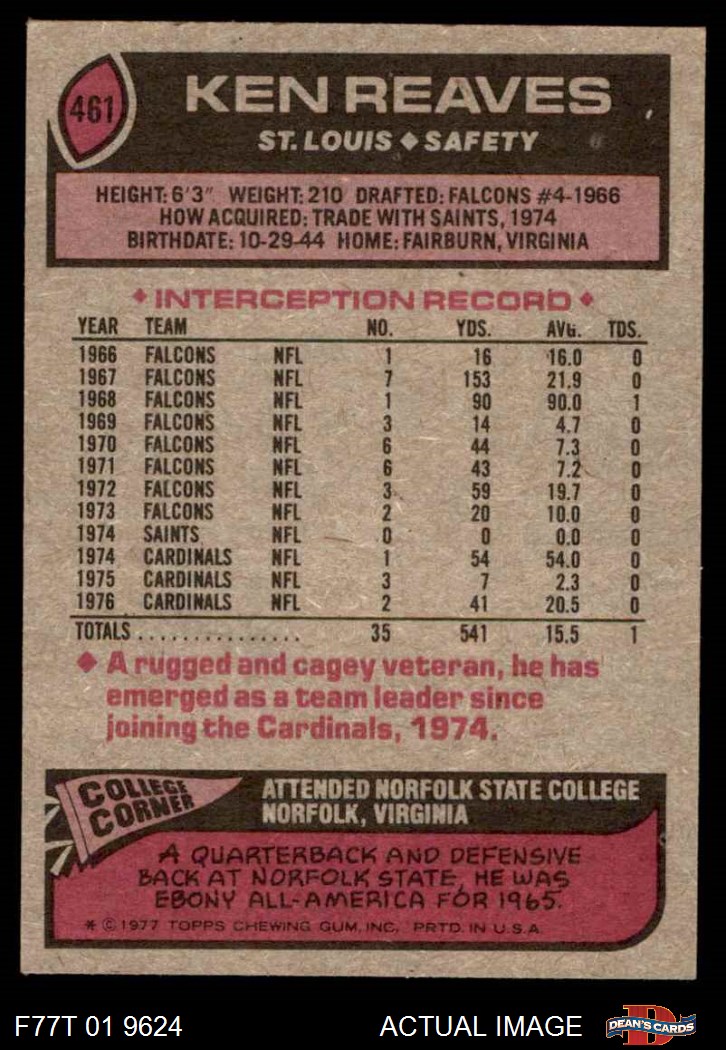 461
KEN REAVES
ST. LOUIS ◆ SAFETY
HEIGHT: 6'3" WEIGHT: 210 DRAFTED: FALCONS #4-1966
HOW ACQUIRED: TRADE WITH SAINTS, 1974
BIRTHDATE: 10-29-44 HOME: FAIRBURN, VIRGINIA
◆ INTERCEPTION RECORD ◆
YEAR TEAM NO. YDS. AVG. TDS.
1966 FALCONS NFL 1 16 16.0 0
1967 FALCONS NFL 7 153 21.9 0
1968 FALCONS NFL 1 90 90.0 1
1969 FALCONS NFL 3 14 4.7 0
1970 FALCONS NFL 6 44 7.3 0
1971 FALCONS NFL 6 43 7.2 0
1972 FALCONS NFL 3 59 19.7 0
1973 FALCONS NFL 2 20 10.0 0
1974 SAINTS NFL 0 0 0.0 0
1974 CARDINALS NFL 1 54 54.0 0
1975 CARDINALS NFL 3 7 2.3 0
1976 CARDINALS NFL 2 41 20.5 0
TOTALS............... 35 541 15.5 1
◆ A rugged and cagey veteran, he has
emerged as a team leader since
joining the Cardinals, 1974.
COLLEGE
CORNER
ATTENDED NORFOLK STATE COLLEGE
NORFOLK, VIRGINIA
A QUARTERBACK AND DEFENSIVE
BACK AT NORFOLK STATE, HE WAS
EBONY ALL-AMERICA FOR 1965.
* © 1977 TOPPS CHEWING GUM, INC. PRTD. IN U.S.A.
F77T 01 9624
ACTUAL IMAGE
D
DEAN'S CARDS